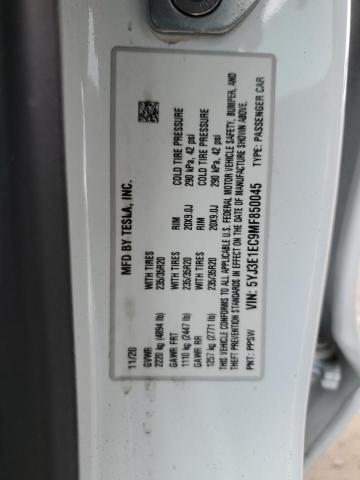 MFD BY TESLA, INC.
11/20
GVWR
2220 kg (4894 lb)
WITH TIRES
235/35R20
GAWR FRT
1110 kg (2447 lb)
WITH TIRES
235/35R20
RIM
20X9.0J
COLD TIRE PRESSURE
290 kPa, 42 psi
GAWR RR
1257 kg (2771 lb)
WITH TIRES
235/35R20
RIM
20X9.0J
COLD TIRE PRESSURE
290 kPa, 42 psi
THIS VEHICLE CONFORMS TO ALL APPLICABLE U.S. FEDERAL MOTOR VEHICLE SAFETY, BUMPER, AND
THEFT PREVENTION STANDARDS IN EFFECT ON THE DATE OF MANUFACTURE SHOWN ABOVE.
VIN: 5YJ3E1EC9MF850045
PNT: PPSW
TYPE: PASSENGER CAR